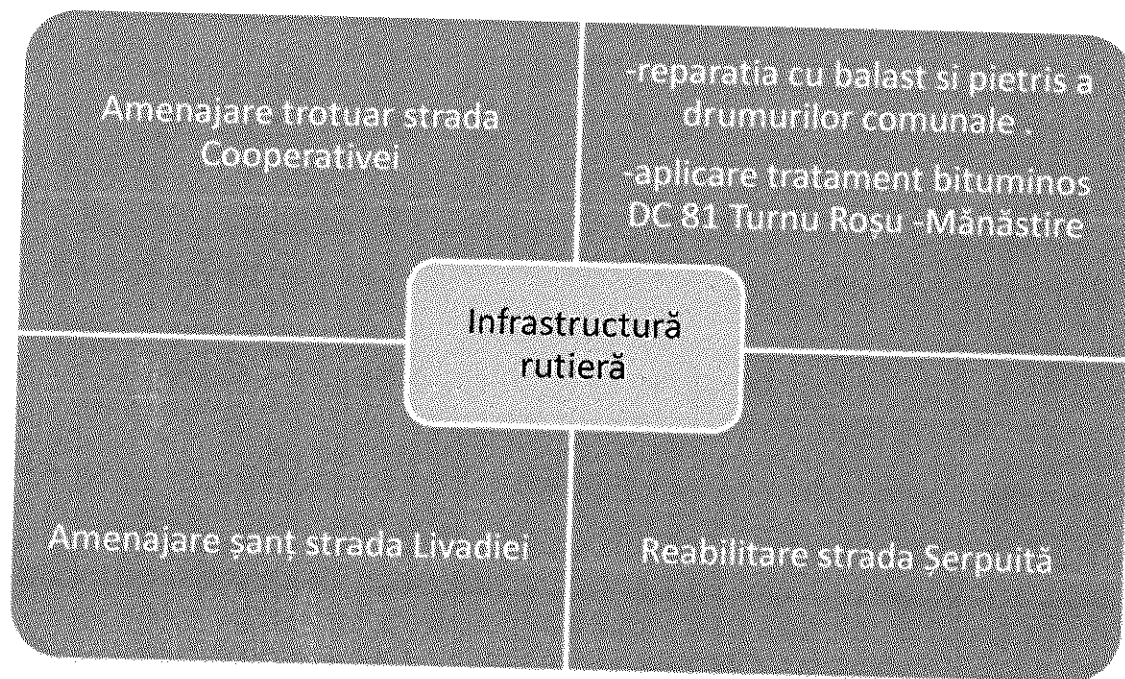 Amenajare trotuar strada
Cooperativei
-reparatia cu balast si pietris a
drumurilor comunale .
-aplicare tratament bituminos
DC 81 Turnu Roșu -Mănăstire
Infrastructură
rutieră
Amenajare șanț strada Livadiei
Reabilitare strada Șerpuită